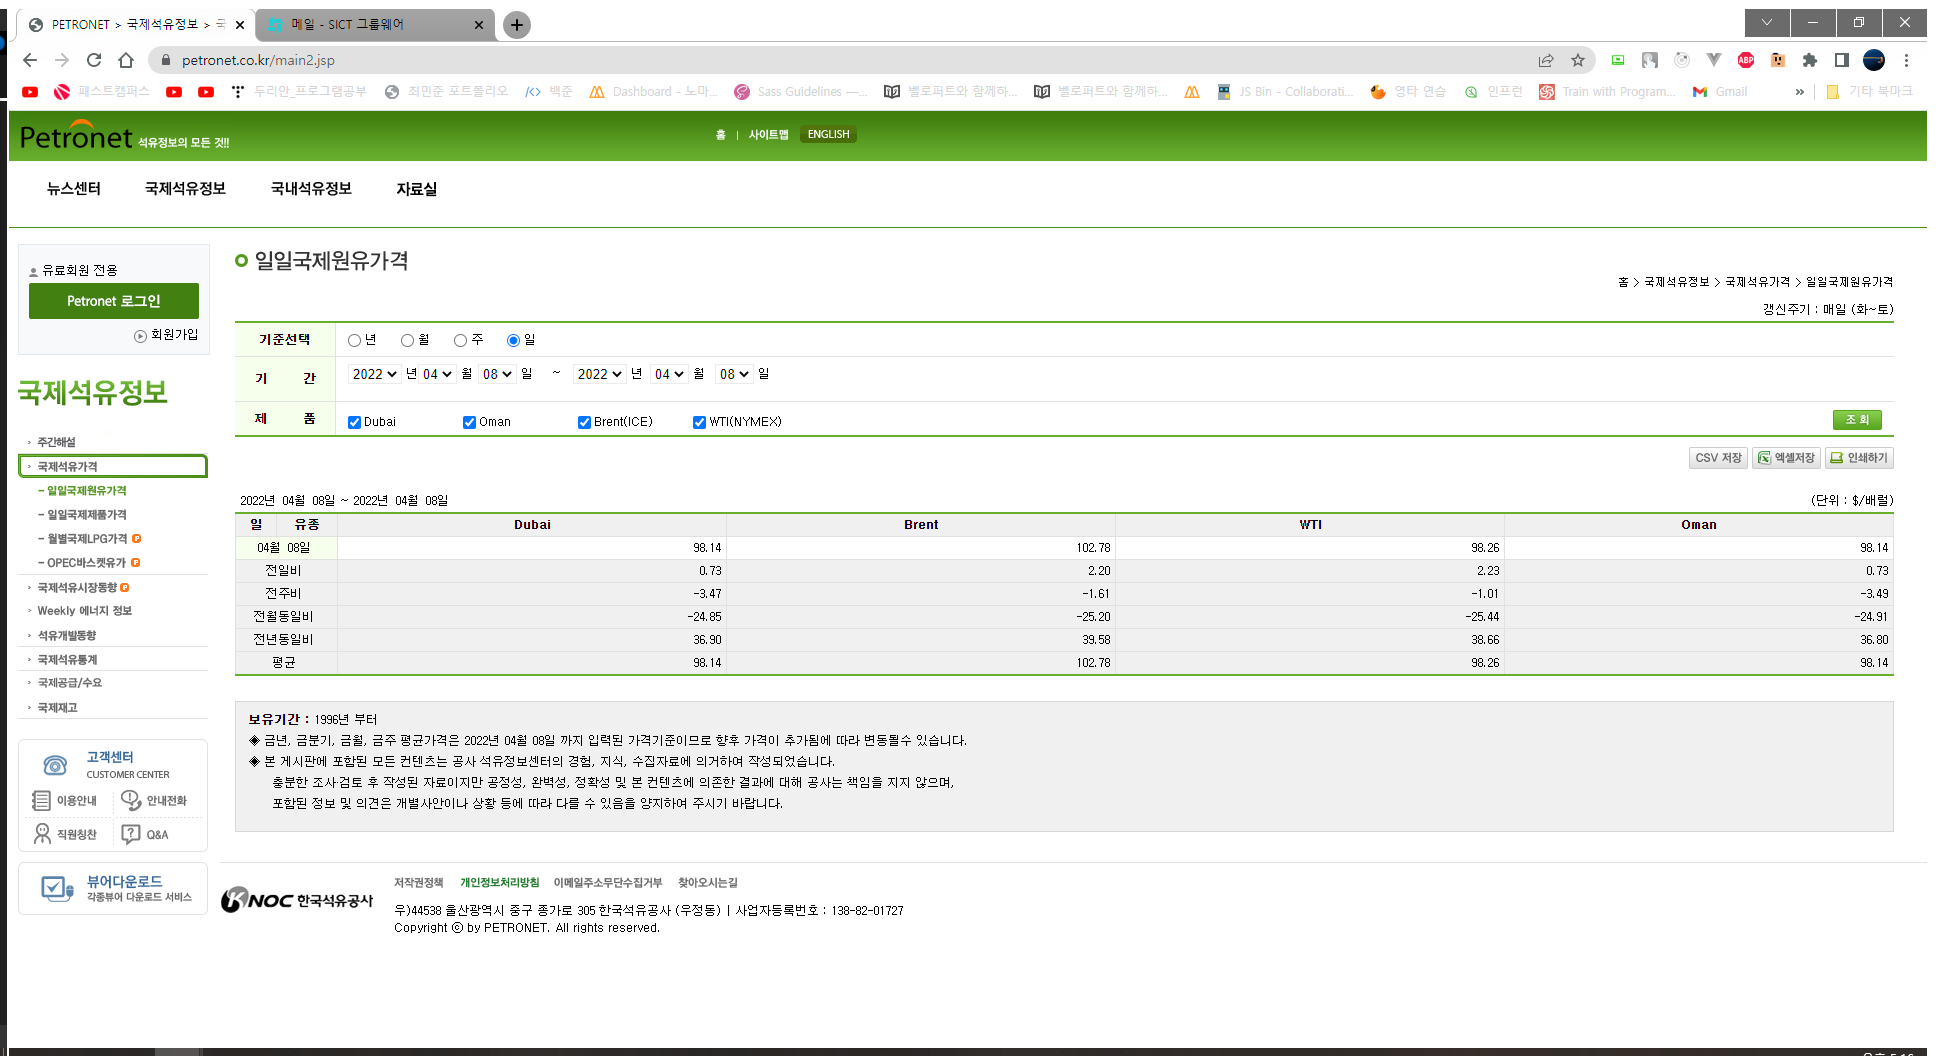 PETRONET > 국제석유정보 > 국
메일 - SICT 그룹웨어
petronet.co.kr/main2.jsp
패스트캠퍼스
두리안_프로그램공부
최민준 포트폴리오
백준
Dashboard - 노마...
Sass Guidelines —...
벨로퍼트와 함께하...
벨로퍼트와 함께하...
JS Bin - Collaborati...
영타 연습
인프런
Train with Program...
Gmail
»
기타 북마크
Petronet 석유정보의 모든 것!!
홈 | 사이트맵 ENGLISH
뉴스센터 국제석유정보 국내석유정보 자료실
유료회원 전용
Petronet 로그인
회원가입
국제석유정보
주간해설
국제석유가격
- 일일국제원유가격
- 일일국제제품가격
- 월별국제LPG가격 P
- OPEC바스켓유가 P
국제석유시장동향 P
Weekly 에너지 정보
석유개발동향
국제석유통계
국제공급/수요
국제재고
고객센터
CUSTOMER CENTER
이용안내 안내전화
직원칭찬 Q&A
뷰어다운로드
각종뷰어 다운로드 서비스
일일국제원유가격
홈 > 국제석유정보 > 국제석유가격 > 일일국제원유가격
갱신주기 : 매일 (화~토)
기준선택 년 월 주 일
기 간 2022 년 04 월 08 일 ~ 2022 년 04 월 08 일
제 품 Dubai Oman Brent(ICE) WTI(NYMEX) 조회
CSV 저장 엑셀저장 인쇄하기
2022년 04월 08일 ~ 2022년 04월 08일 (단위 : $/배럴)
일 유종 Dubai Brent WTI Oman
04월 08일 98.14 102.78 98.26 98.14
전일비 0.73 2.20 2.23 0.73
전주비 -3.47 -1.61 -1.01 -3.49
전월동일비 -24.85 -25.20 -25.44 -24.91
전년동일비 36.90 39.58 38.66 36.80
평균 98.14 102.78 98.26 98.14
보유기간 : 1996년 부터
◈ 금년, 금분기, 금월, 금주 평균가격은 2022년 04월 08일 까지 입력된 가격기준이므로 향후 가격이 추가됨에 따라 변동될수 있습니다.
◈ 본 게시판에 포함된 모든 컨텐츠는 공사 석유정보센터의 경험, 지식, 수집자료에 의거하여 작성되었습니다.
충분한 조사·검토 후 작성된 자료이지만 공정성, 완벽성, 정확성 및 본 컨텐츠에 의존한 결과에 대해 공사는 책임을 지지 않으며,
포함된 정보 및 의견은 개별사안이나 상황 등에 따라 다를 수 있음을 양지하여 주시기 바랍니다.
KNOC 한국석유공사
저작권정책 개인정보처리방침 이메일주소무단수집거부 찾아오시는길
우)44538 울산광역시 중구 종가로 305 한국석유공사 (우정동) | 사업자등록번호 : 138-82-01727
Copyright ⓒ by PETRONET. All rights reserved.